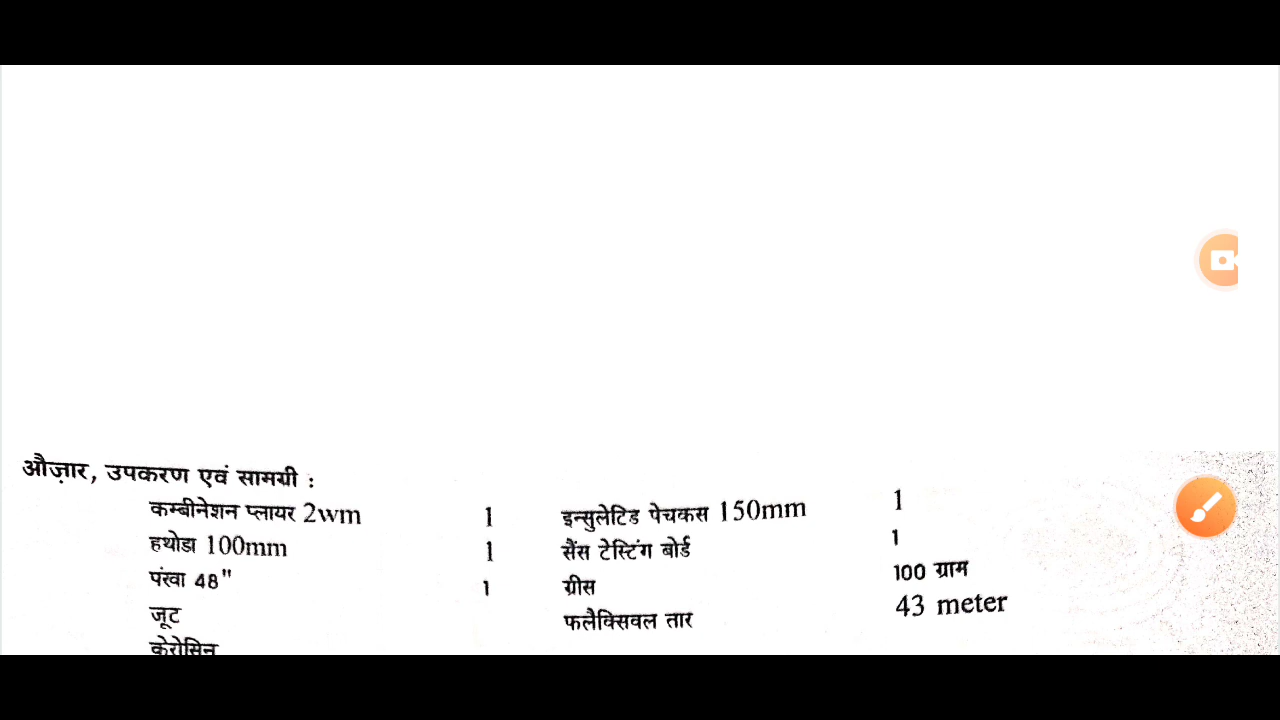 औज़ार, उपकरण एवं सामग्री :
कम्बीनेशन प्लायर 2wm 1 इन्सुलेटिड पेचकस 150mm 1
हथोडा 100mm 1 सैंस टेस्टिंग बोर्ड 1
पंखा 48" 1 ग्रीस 100 ग्राम
जूट फलैक्सिवल तार 43 meter
केरोसिन